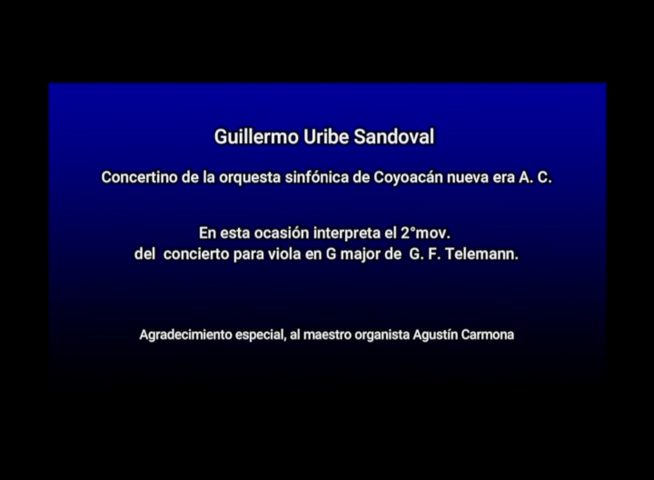 Guillermo Uribe Sandoval
Concertino de la orquesta sinfónica de Coyoacán nueva era A. C.
En esta ocasión interpreta el 2°mov.
del concierto para viola en G major de G. F. Telemann.
Agradecimiento especial, al maestro organista Agustín Carmona